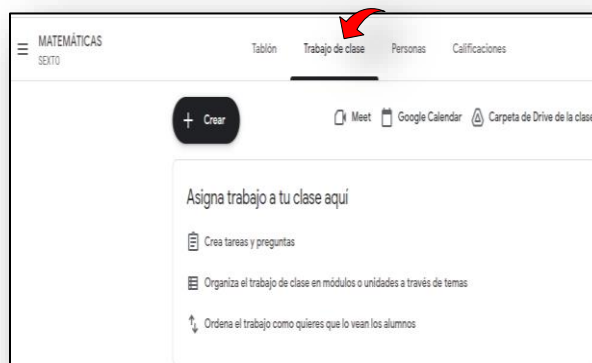 MATEMÁTICAS
SEXTO
Tablón Trabajo de clase Personas Calificaciones
+ Crear
Meet Google Calendar Carpeta de Drive de la clase
Asigna trabajo a tu clase aquí
Crea tareas y preguntas
Organiza el trabajo de clase en módulos o unidades a través de temas
Ordena el trabajo como quieres que lo vean los alumnos